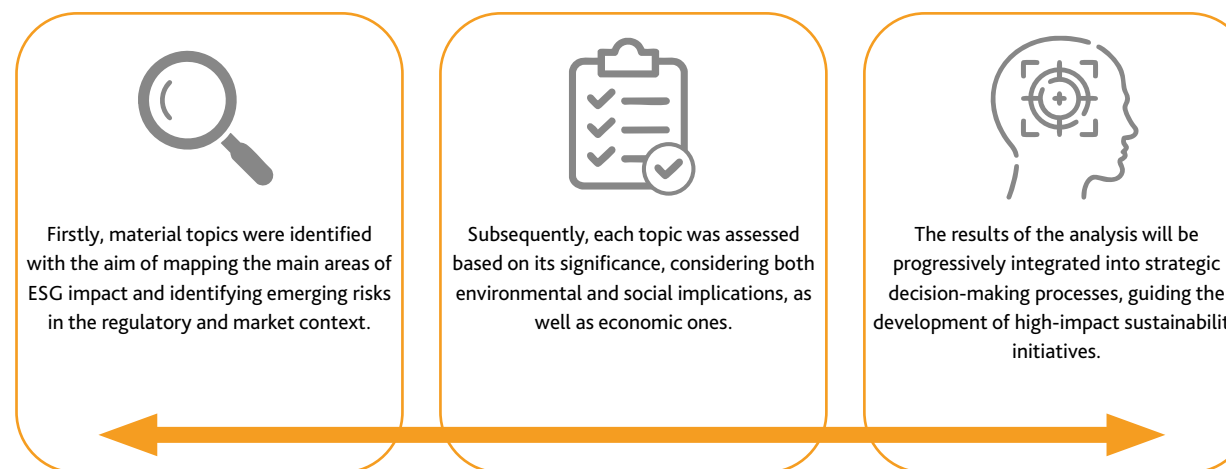 Firstly, material topics were identified
with the aim of mapping the main areas of
ESG impact and identifying emerging risks
in the regulatory and market context.
Subsequently, each topic was assessed
based on its significance, considering both
environmental and social implications, as
well as economic ones.
The results of the analysis will be
progressively integrated into strategic
decision-making processes, guiding the
development of high-impact
initiatives.